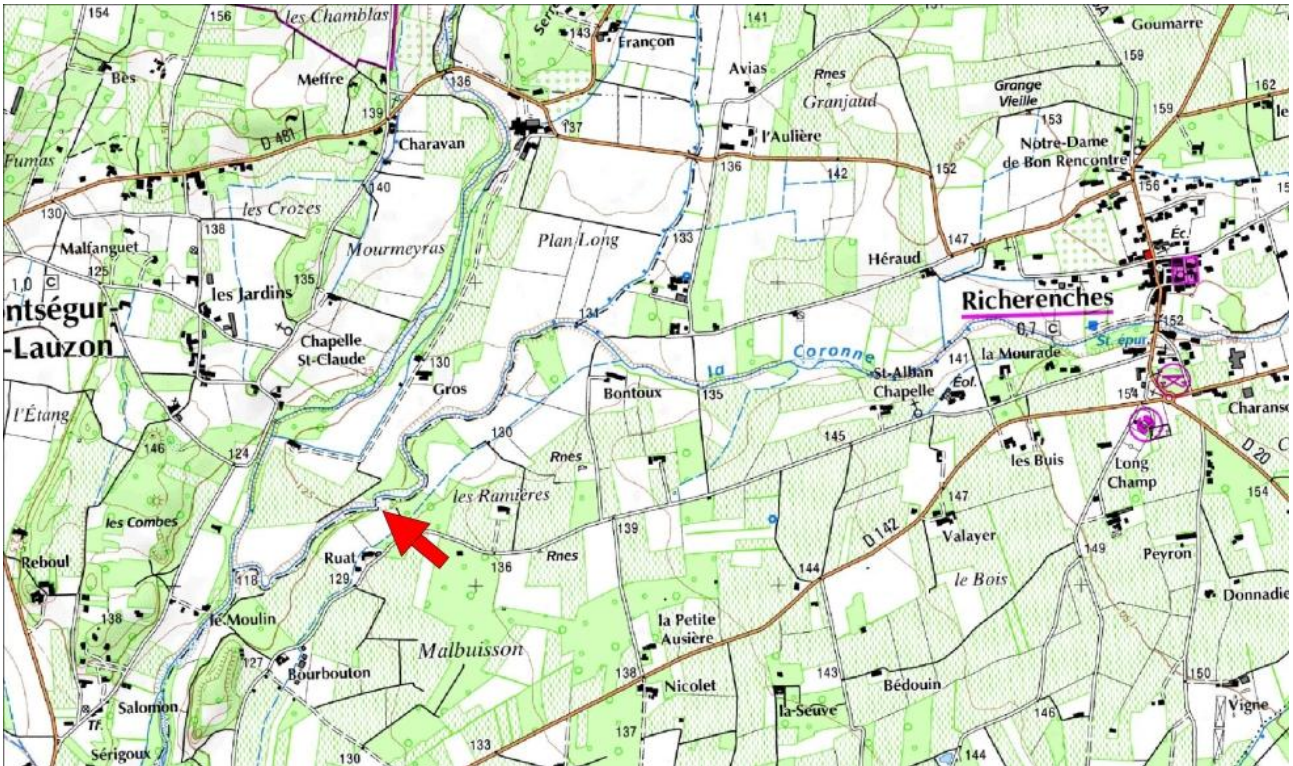 154
156
les Chamblas
143
Françon
141
159
Goumarre
Bès
Meffre
136
139
Avias
Rnes
Granjaud
Grange
Vieille
153
159
162
D 481
Charavan
137
l'Aulière
136
142
152
Notre-Dame
de Bon Rencontre
Fumas
140
les Crozes
130
138
Mourmeyras
Plan Long
133
147
156
Éc.
Malfanguet
125
135
Héraud
1,0
C
les Jardins
ntségur
-Lauzon
Chapelle
St-Claude
131
Richerenches
0,7
C
152
St. épur.
la Coronne
141
la Mourade
130
Gros
Bontoux
135
St-Alban
Chapelle
Éol.
154
Charanso
l'Étang
146
124
130
145
les Buis
Long
Champ
D 20
Rnes
les Ramières
154
les Combes
139
147
D 142
Valayer
149
Peyron
Reboul
Ruat
129
136
Rnes
144
le Bois
118
138
le Moulin
la Petite
Ausière
Donnadie
127
Malbuisson
Bourbouton
138
143
Nicolet
Bédouin
150
Salomon
la Seuve
Vigne
Tr.
Sérigoux
130
133
137
146
144